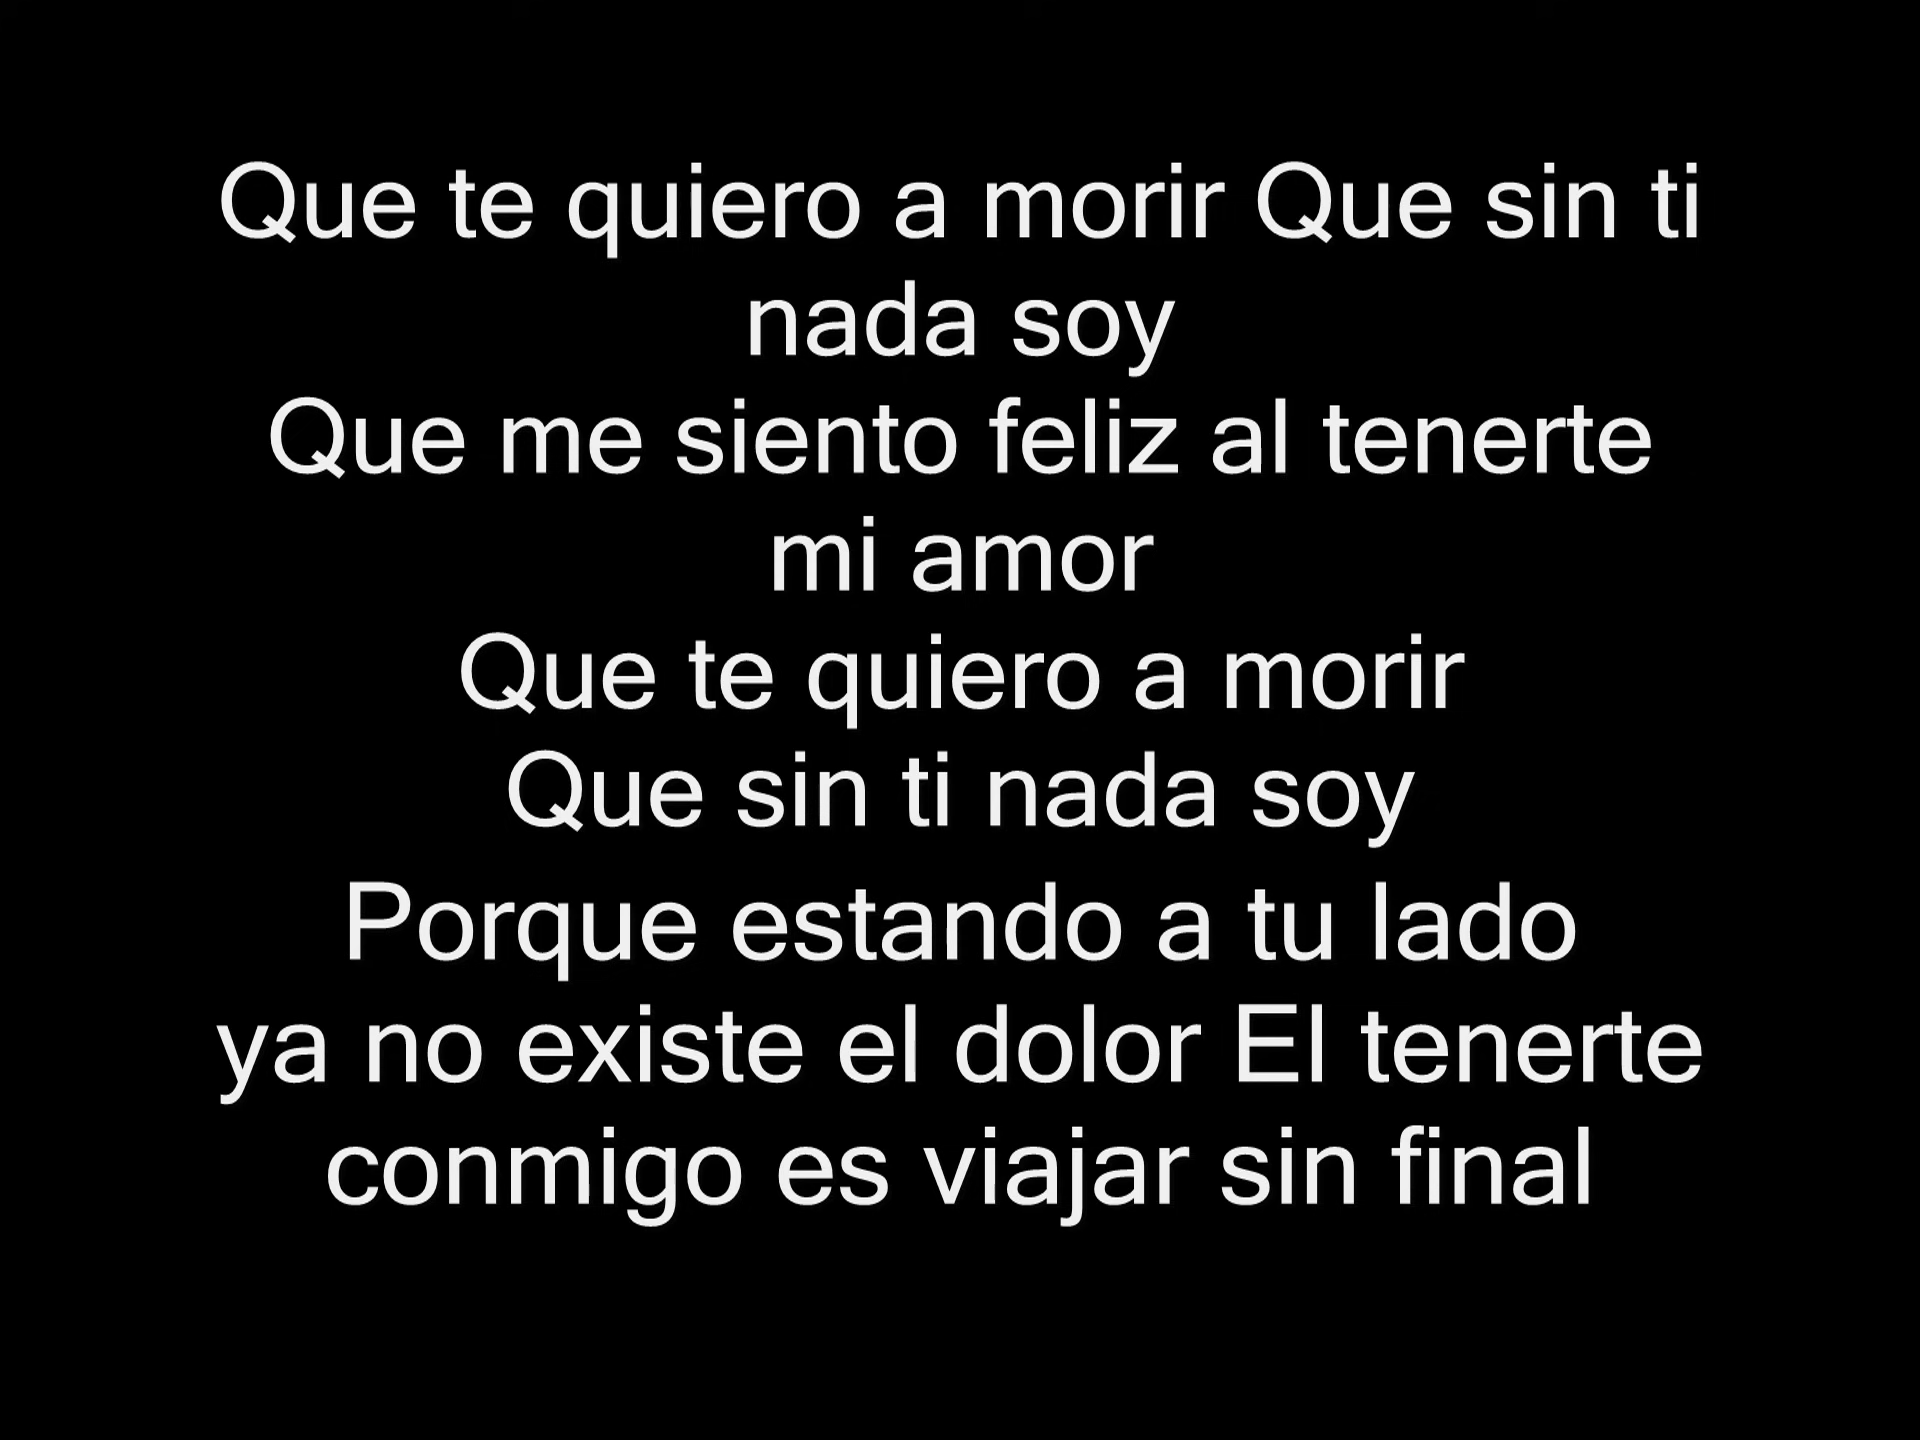 Que te quiero a morir Que sin ti
nada soy
Que me siento feliz al tenerte
mi amor
Que te quiero a morir
Que sin ti nada soy
Porque estando a tu lado
ya no existe el dolor El tenerte
conmigo es viajar sin final